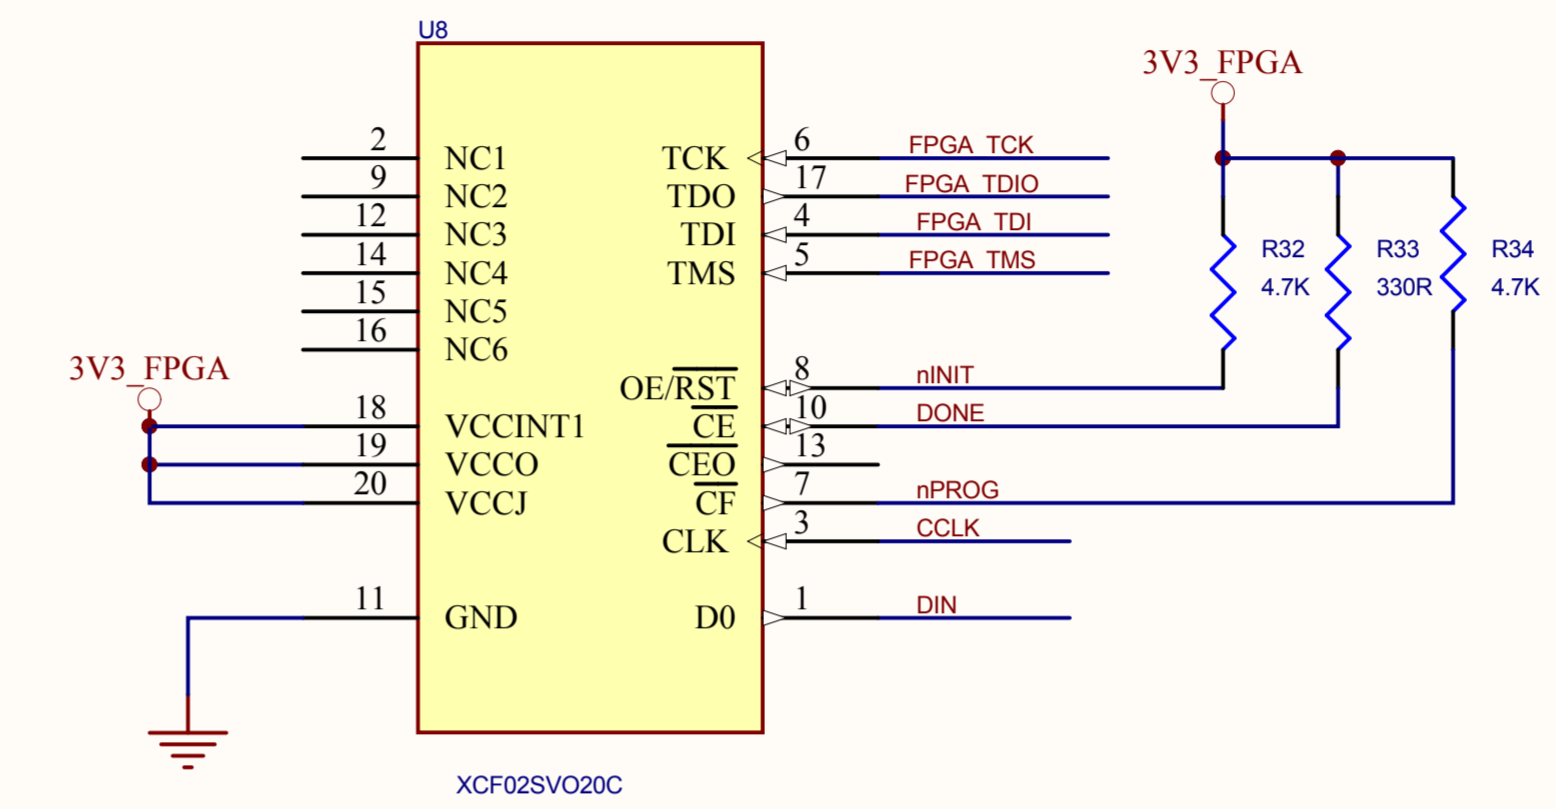 U8
3V3_FPGA
2 NC1 TCK 6 FPGA_TCK
9 NC2 TDO 17 FPGA_TDIO
12 NC3 TDI 4 FPGA_TDI
14 NC4 TMS 5 FPGA_TMS
15 NC5
16 NC6
R32 R33 R34
4.7K 330R 4.7K
3V3_FPGA
OE/RST 8 nINIT
18 VCCINT1 CE 10 DONE
19 VCCO CEO 13
20 VCCJ CF 7 nPROG
CLK 3 CCLK
11 GND D0 1 DIN
XCF02SVO20C